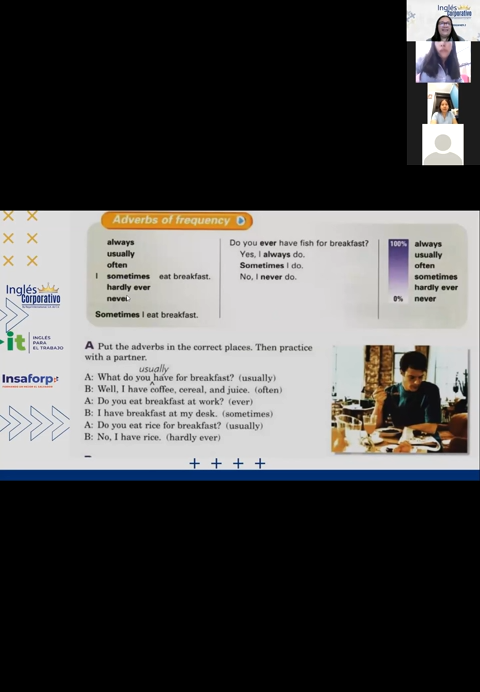 Inglés
Corporativo
Adverbs of frequency
always
usually
often
I sometimes eat breakfast.
hardly ever
never
Sometimes I eat breakfast.
Do you ever have fish for breakfast?
Yes, I always do.
Sometimes I do.
No, I never do.
100% always
usually
often
sometimes
hardly ever
0% never
Inglés
Corporativo
it INGLÉS
PARA
EL TRABAJO
Insaforp
A Put the adverbs in the correct places. Then practice
with a partner.
usually
A: What do you ^ have for breakfast? (usually)
B: Well, I have coffee, cereal, and juice. (often)
A: Do you eat breakfast at work? (ever)
B: I have breakfast at my desk. (sometimes)
A: Do you eat rice for breakfast? (usually)
B: No, I have rice. (hardly ever)